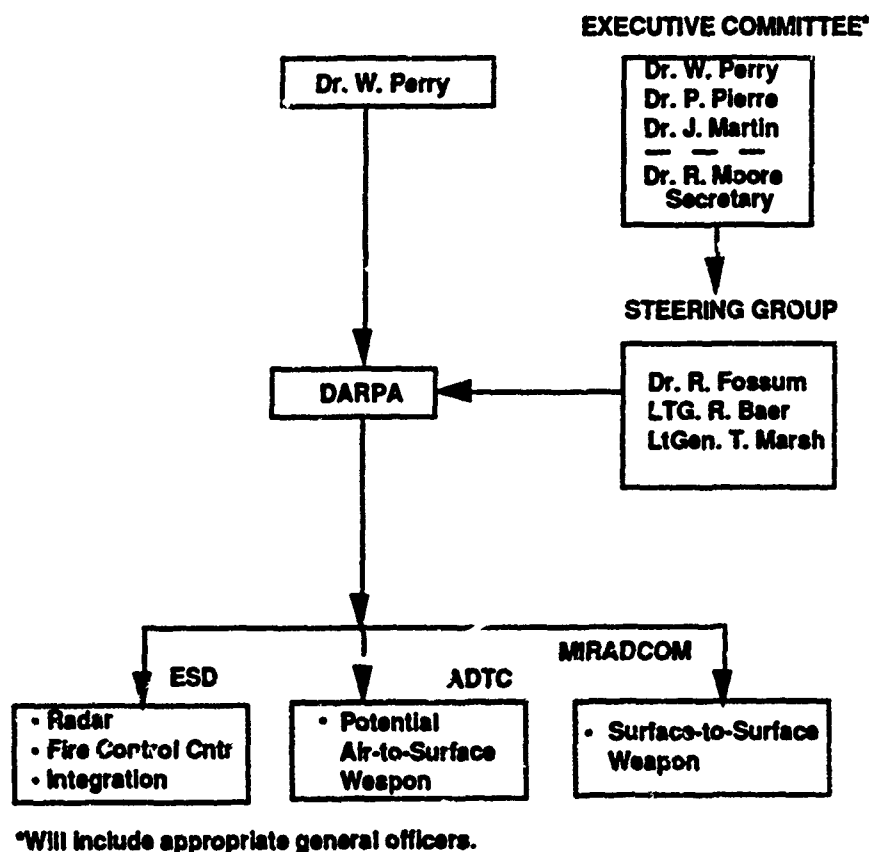 EXECUTIVE COMMITTEE*
Dr. W. Perry
Dr. W. Perry
Dr. P. Pierre
Dr. J. Martin
Dr. R. Moore
Secretary
STEERING GROUP
DARPA
Dr. R. Fossum
LTG. R. Baer
LtGen. T. Marsh
ESD
ADTC
MIRADCOM
• Radar
• Fire Control Cntr
• Integration
• Potential
Air-to-Surface
Weapon
• Surface-to-Surface
Weapon
*Will include appropriate general officers.